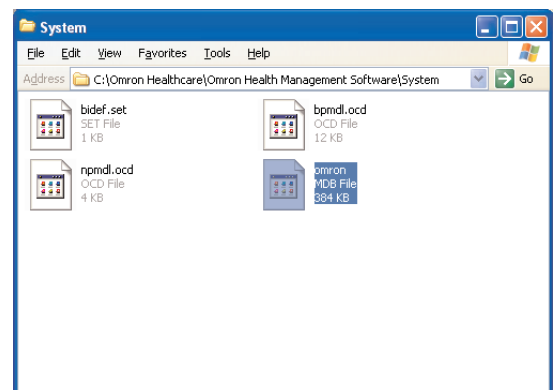 System
File Edit View Favorites Tools Help
Address C:\Omron Healthcare\Omron Health Management Software\System Go
bidef.set
SET File
1 KB
bpmdl.ocd
OCD File
12 KB
npmdl.ocd
OCD File
4 KB
omron
MDB File
384 KB